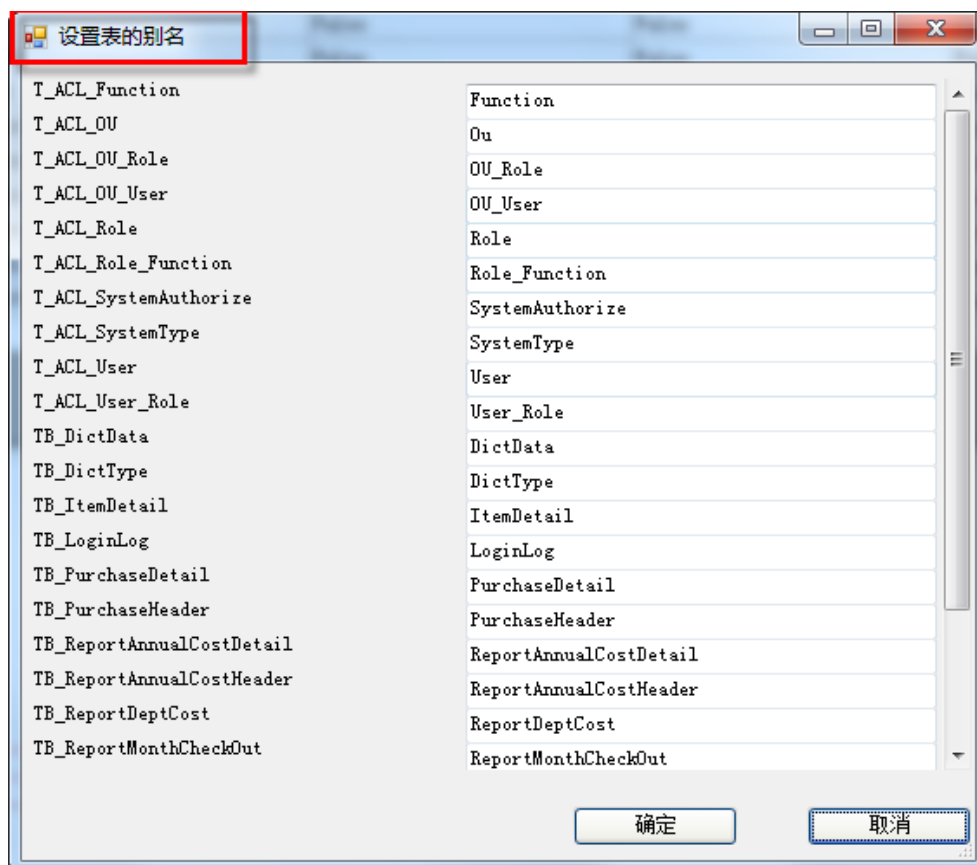 设置表的别名
T_ACL_Function Function
T_ACL_OU Ou
T_ACL_OU_Role OU_Role
T_ACL_OU_User OU_User
T_ACL_Role Role
T_ACL_Role_Function Role_Function
T_ACL_SystemAuthorize SystemAuthorize
T_ACL_SystemType SystemType
T_ACL_User User
T_ACL_User_Role User_Role
TB_DictData DictData
TB_DictType DictType
TB_ItemDetail ItemDetail
TB_LoginLog LoginLog
TB_PurchaseDetail PurchaseDetail
TB_PurchaseHeader PurchaseHeader
TB_ReportAnnualCostDetail ReportAnnualCostDetail
TB_ReportAnnualCostHeader ReportAnnualCostHeader
TB_ReportDeptCost ReportDeptCost
TB_ReportMonthCheckOut ReportMonthCheckOut
确定 取消